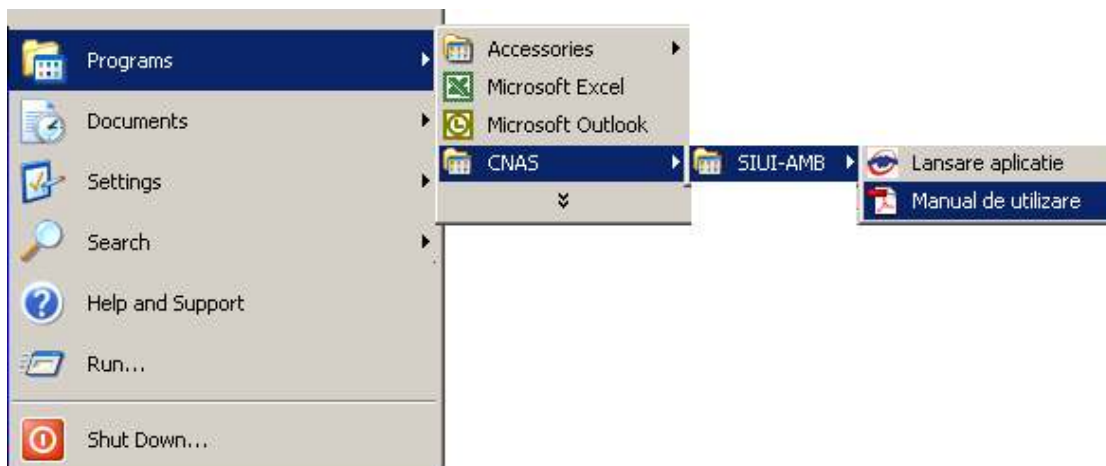 Programs
Documents
Settings
Search
Help and Support
Run...
Shut Down...
Accessories
Microsoft Excel
Microsoft Outlook
CNAS
SIUI-AMB
Lansare aplicatie
Manual de utilizare